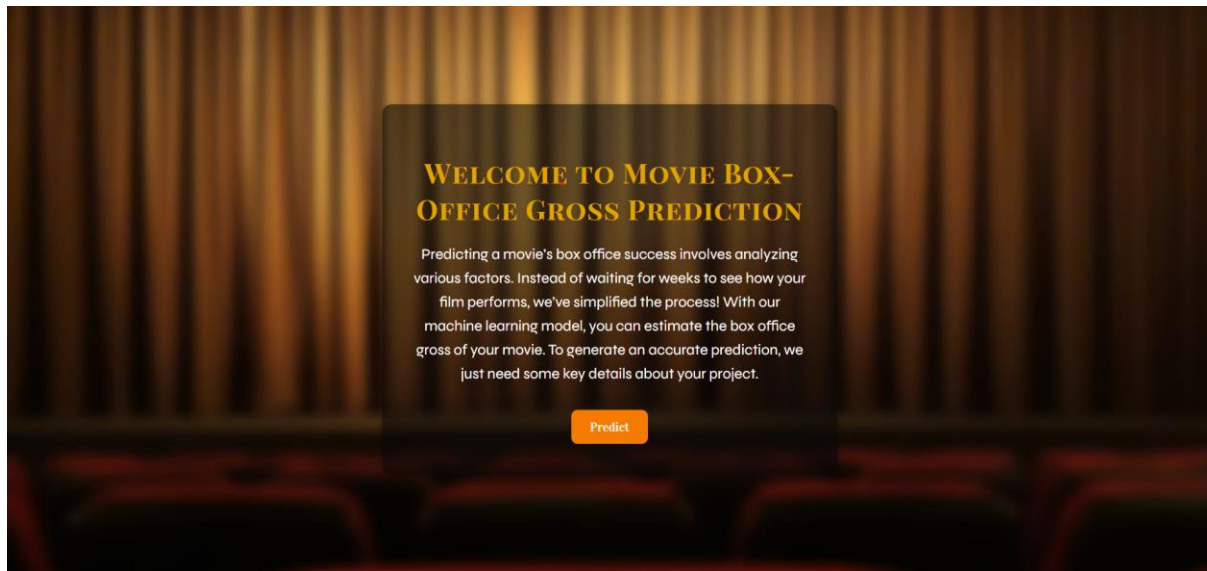 Welcome to Movie Box-
Office Gross Prediction
Predicting a movie's box office success involves analyzing
various factors. Instead of waiting for weeks to see how your
film performs, we've simplified the process! With our
machine learning model, you can estimate the box office
gross of your movie. To generate an accurate prediction, we
just need some key details about your project.
Predict